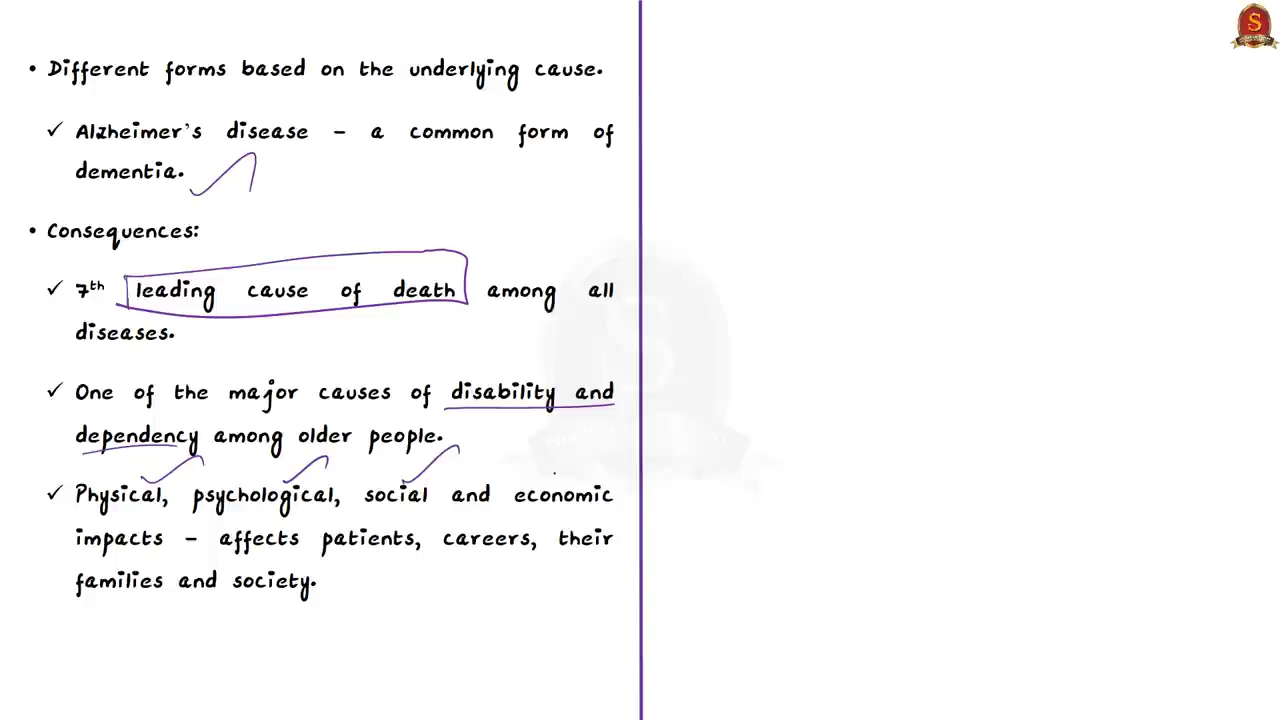 • Different forms based on the underlying cause.
✓ Alzheimer's disease – a common form of
dementia.
• Consequences:
✓ 7th leading cause of death among all
diseases.
✓ One of the major causes of disability and
dependency among older people.
✓ Physical, psychological, social and economic
impacts – affects patients, careers, their
families and society.
S